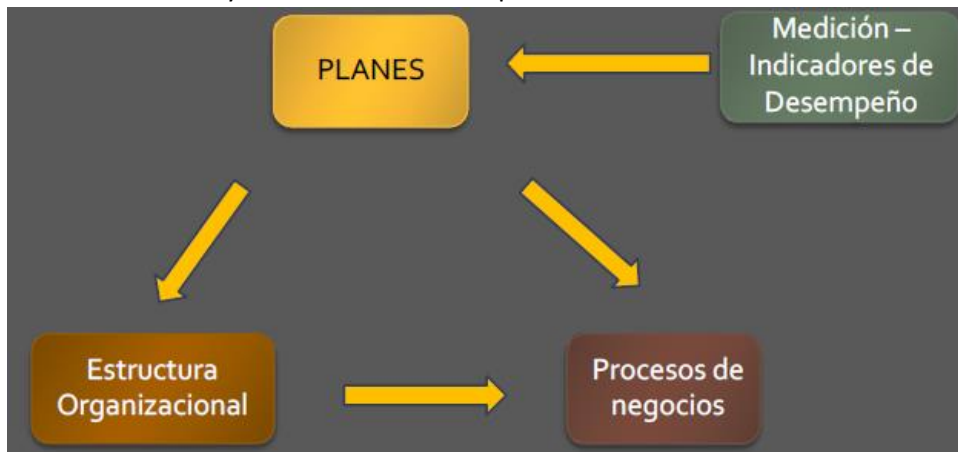 PLANES
Medición –
Indicadores de
Desempeño
Estructura
Organizacional
Procesos de
negocios